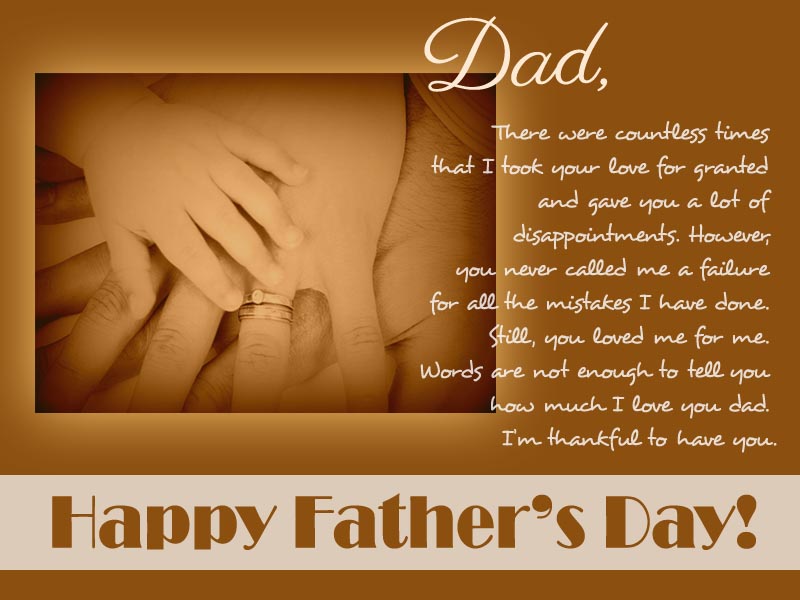 Dad,
There were countless times
that I took your love for granted
and gave you a lot of
disappointments. However,
you never called me a failure
for all the mistakes I have done.
Still, you loved me for me.
Words are not enough to tell you
how much I love you dad.
I'm thankful to have you.
Happy Father's Day!